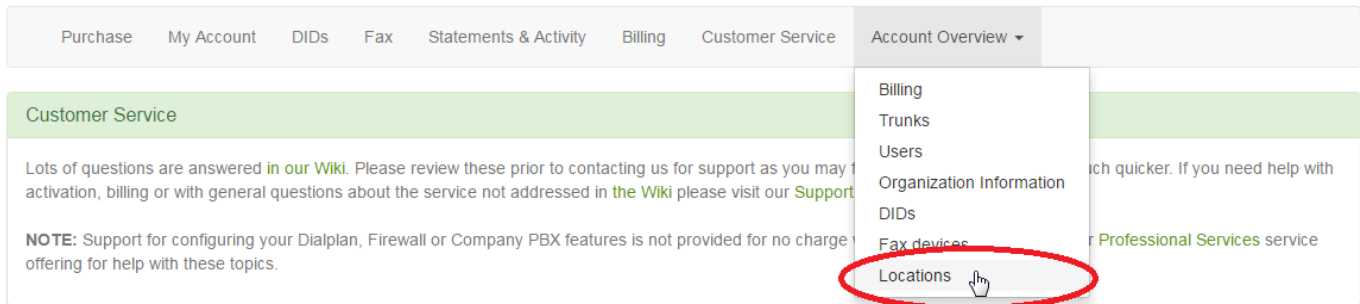 Purchase My Account DIDs Fax Statements & Activity Billing Customer Service Account Overview
Billing
Trunks
Users
Organization Information
DIDs
Fax devices
Locations
Customer Service
Lots of questions are answered in our Wiki. Please review these prior to contacting us for support as you may quicker. If you need help with
activation, billing or with general questions about the service not addressed in the Wiki please visit our Support
NOTE: Support for configuring your Dialplan, Firewall or Company PBX features is not provided for no charge Professional Services service
offering for help with these topics.